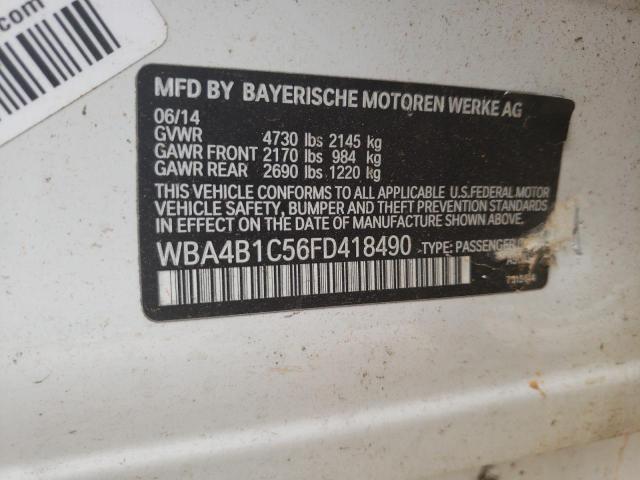 .com
MFD BY BAYERISCHE MOTOREN WERKE AG
06/14
GVWR 4730 lbs 2145 kg
GAWR FRONT 2170 lbs 984 kg
GAWR REAR 2690 lbs 1220 kg
THIS VEHICLE CONFORMS TO ALL APPLICABLE U.S.FEDERAL MOTOR
VEHICLE SAFETY, BUMPER AND THEFT PREVENTION STANDARDS
IN EFFECT ON THE DATE OF MANUFACTURE SHOWN ABOVE.
WBA4B1C56FD418490 TYPE: PASSENGER